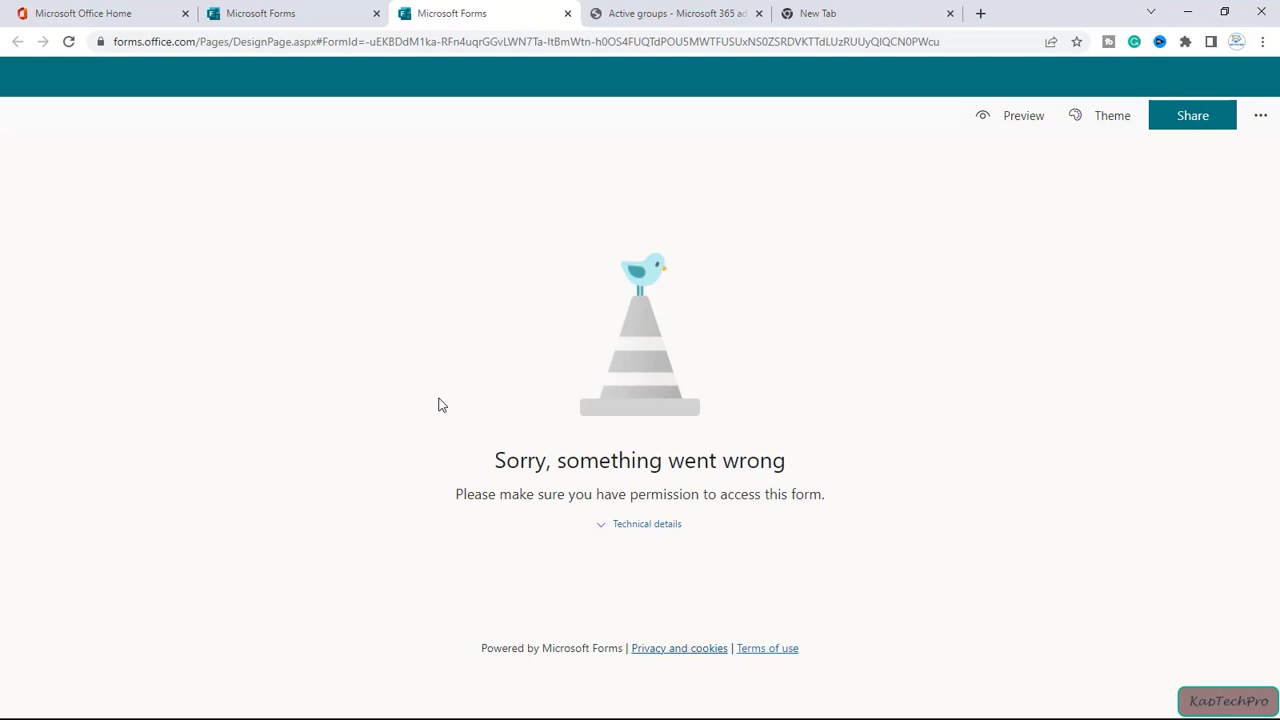 Microsoft Office Home
Microsoft Forms
Microsoft Forms
Active groups - Microsoft 365 ad
New Tab
forms.office.com/Pages/DesignPage.aspx#FormId=-uEKBDdM1ka-RFn4uqrGGvLWN7Ta-ltBmWtn-h0OS4FUQTdPOU5MWTFUSUxNS0ZSRDVKTTdLUzRUUyQlQCN0PWcu
Preview
Theme
Share
Sorry, something went wrong
Please make sure you have permission to access this form.
Technical details
Powered by Microsoft Forms | Privacy and cookies | Terms of use
KabTechPro